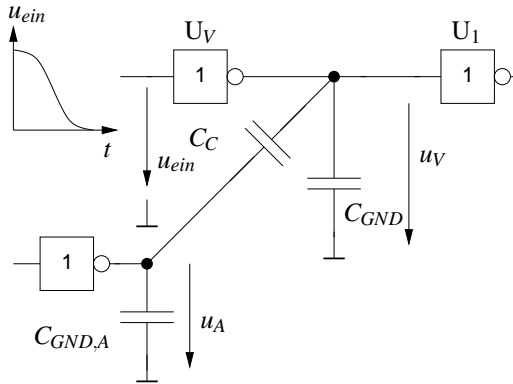 u_ein
U_V
U_1
1
1
t
u_ein
C_C
u_V
C_GND
1
C_GND,A
u_A